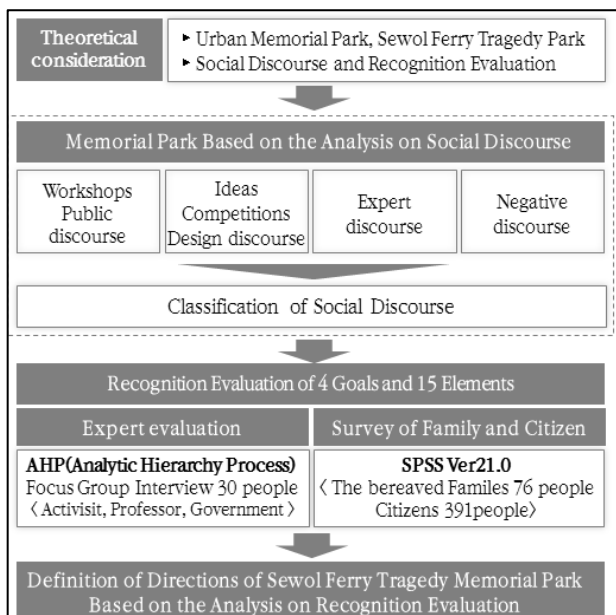 Theoretical
consideration
‣ Urban Memorial Park, Sewol Ferry Tragedy Park
‣ Social Discourse and Recognition Evaluation
Memorial Park Based on the Analysis on Social Discourse
Workshops
Public
discourse
Ideas
Competitions
Design discourse
Expert
discourse
Negative
discourse
Classification of Social Discourse
Recognition Evaluation of 4 Goals and 15 Elements
Expert evaluation
AHP(Analytic Hierarchy Process)
Focus Group Interview 30 people
〈 Activisit, Professor, Government 〉
Survey of Family and Citizen
SPSS Ver21.0
〈 The bereaved Familes 76 people
Citizens 391people〉
Definition of Directions of Sewol Ferry Tragedy Memorial Park
Based on the Analysis on Recognition Evaluation